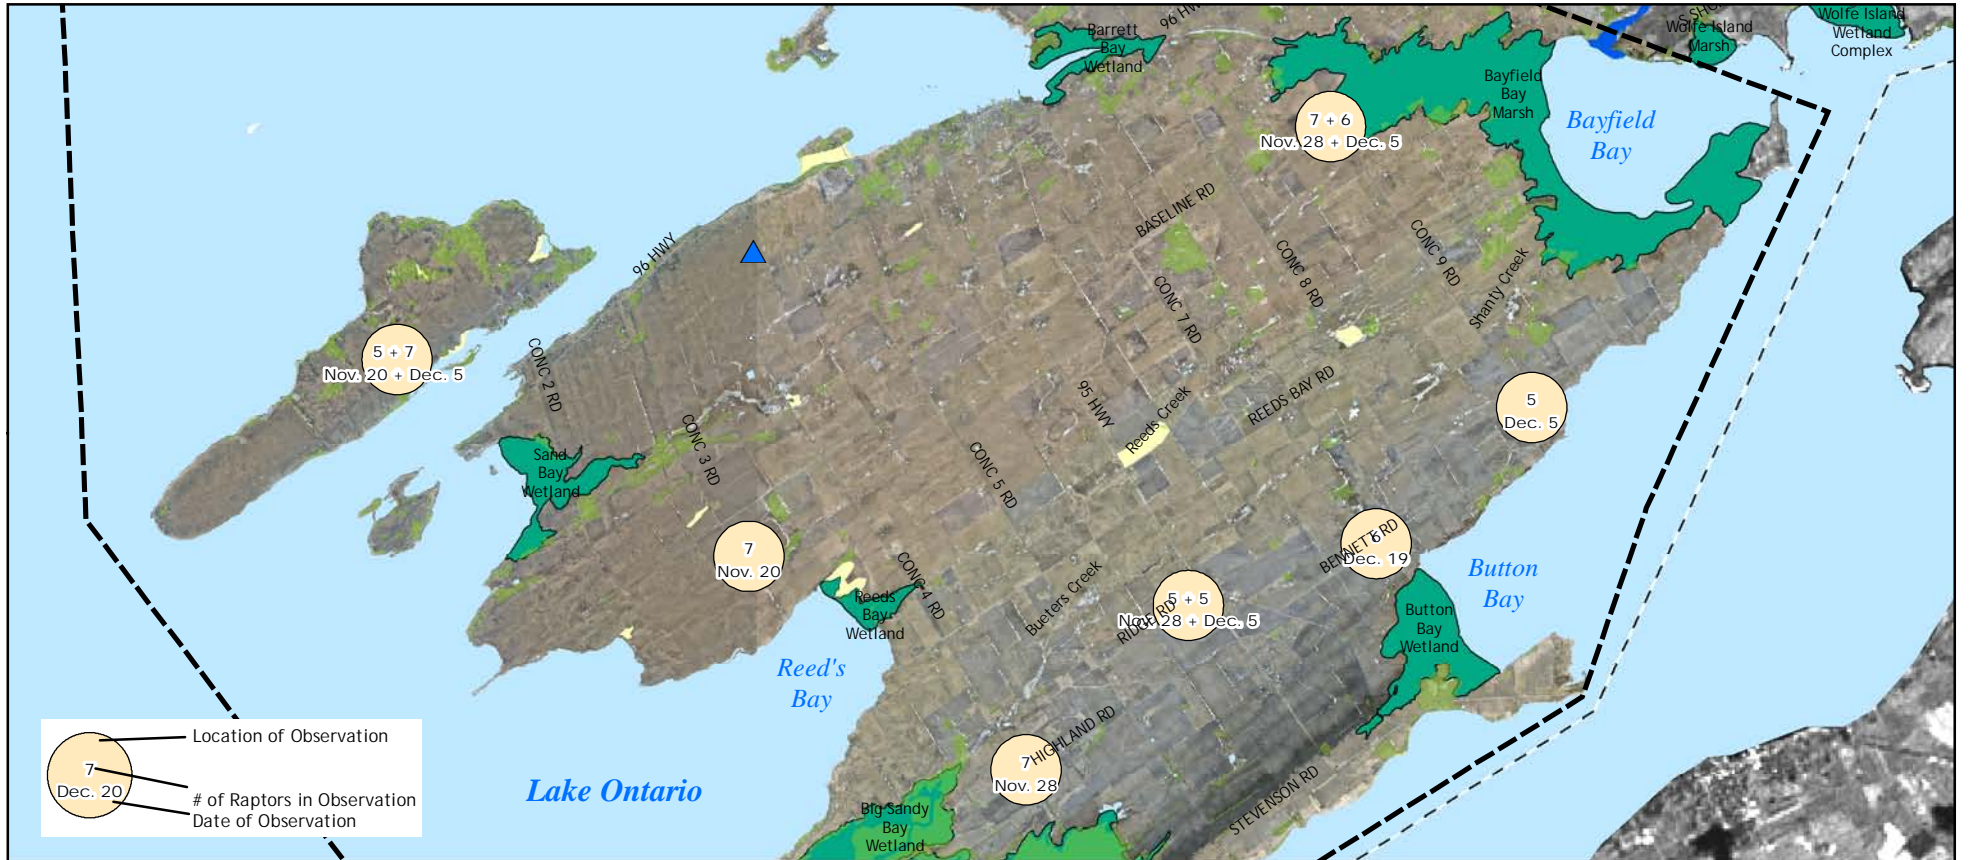 96 HW
Barrett
Bay
Wetland
S SHO
Wolfe Island
Marsh
Wolfe Island
Wetland
Complex
Bayfield
Bay
Marsh
Bayfield
Bay
7 + 6
Nov. 28 + Dec. 5
BASELINE RD
96 HWY
CONC 9 RD
CONC 8 RD
Shanty Creek
CONC 7 RD
5 + 7
Nov. 20 + Dec. 5
CONC 2 RD
95 HWY
Reeds Creek
REEDS BAY RD
5
Dec. 5
CONC 3 RD
CONC 5 RD
Sand
Bay
Wetland
7
Nov. 20
BENNETT RD
6
Dec. 19
CONC 4 RD
Bueters Creek
Reeds
Bay
Wetland
5 + 5
Nov. 28 + Dec. 5
RIDGE RD
Button
Bay
Button
Bay
Wetland
Reed's
Bay
HIGHLAND RD
7
Nov. 28
Lake Ontario
STEVENSON RD
Big Sandy
Bay
Wetland
Location of Observation
7
Dec. 20
# of Raptors in Observation
Date of Observation